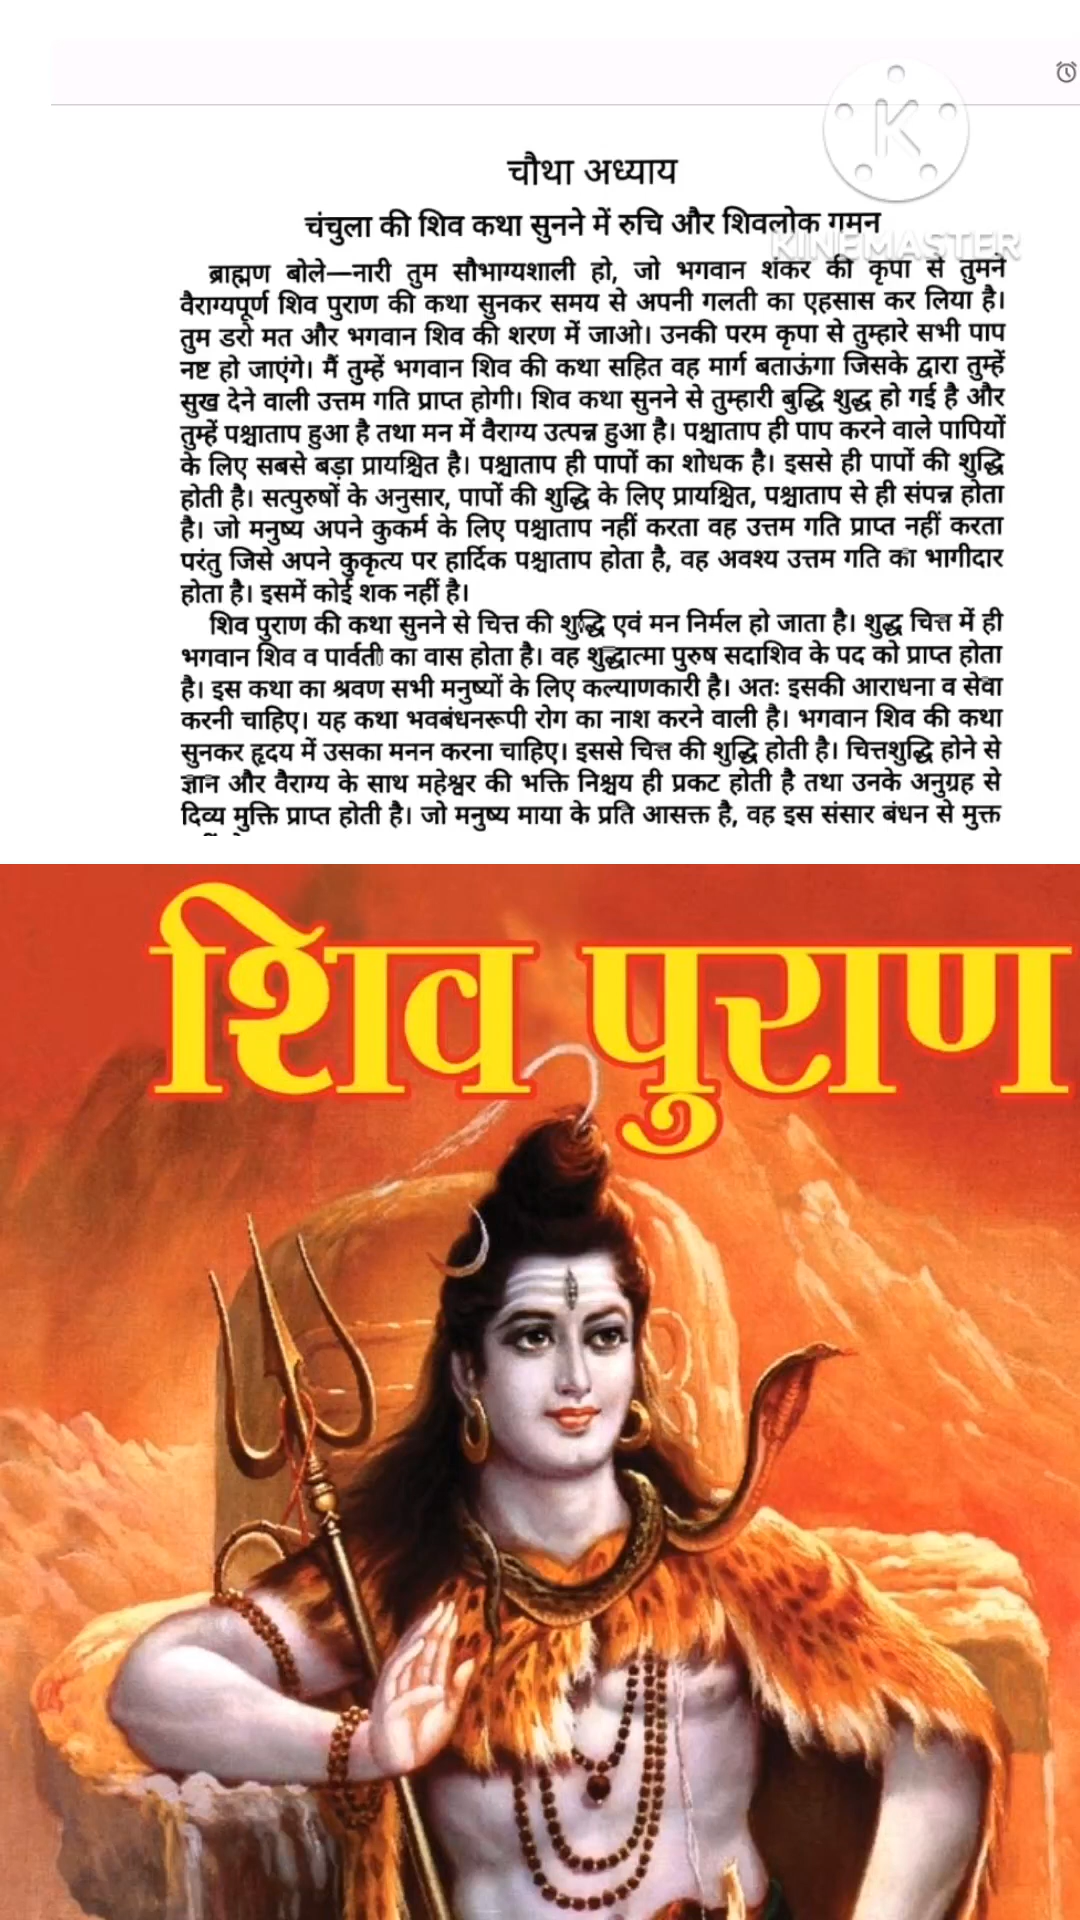 K
चौथा अध्याय
चंचुला की शिव कथा सुनने में रुचि और शिवलोक गमन
KINEMASTER
ब्राह्मण बोले—नारी तुम सौभाग्यशाली हो, जो भगवान शंकर की कृपा से तुमने
वैराग्यपूर्ण शिव पुराण की कथा सुनकर समय से अपनी गलती का एहसास कर लिया है।
तुम डरो मत और भगवान शिव की शरण में जाओ। उनकी परम कृपा से तुम्हारे सभी पाप
नष्ट हो जाएंगे। मैं तुम्हें भगवान शिव की कथा सहित वह मार्ग बताऊंगा जिसके द्वारा तुम्हें
सुख देने वाली उत्तम गति प्राप्त होगी। शिव कथा सुनने से तुम्हारी बुद्धि शुद्ध हो गई है और
तुम्हें पश्चाताप हुआ है तथा मन में वैराग्य उत्पन्न हुआ है। पश्चाताप ही पाप करने वाले पापियों
के लिए सबसे बड़ा प्रायश्चित है। पश्चाताप ही पापों का शोधक है। इससे ही पापों की शुद्धि
होती है। सत्पुरुषों के अनुसार, पापों की शुद्धि के लिए प्रायश्चित, पश्चाताप से ही संपन्न होता
है। जो मनुष्य अपने कुकर्म के लिए पश्चाताप नहीं करता वह उत्तम गति प्राप्त नहीं करता
परंतु जिसे अपने कुकृत्य पर हार्दिक पश्चाताप होता है, वह अवश्य उत्तम गति का भागीदार
होता है। इसमें कोई शक नहीं है।
शिव पुराण की कथा सुनने से चित्त की शुद्धि एवं मन निर्मल हो जाता है। शुद्ध चित्त में ही
भगवान शिव व पार्वती का वास होता है। वह शुद्धात्मा पुरुष सदाशिव के पद को प्राप्त होता
है। इस कथा का श्रवण सभी मनुष्यों के लिए कल्याणकारी है। अतः इसकी आराधना व सेवा
करनी चाहिए। यह कथा भवबंधनरूपी रोग का नाश करने वाली है। भगवान शिव की कथा
सुनकर हृदय में उसका मनन करना चाहिए। इससे चित्त की शुद्धि होती है। चित्तशुद्धि होने से
ज्ञान और वैराग्य के साथ महेश्वर की भक्ति निश्चय ही प्रकट होती है तथा उनके अनुग्रह से
दिव्य मुक्ति प्राप्त होती है। जो मनुष्य माया के प्रति आसक्त है, वह इस संसार बंधन से मुक्त
शिव पुराण